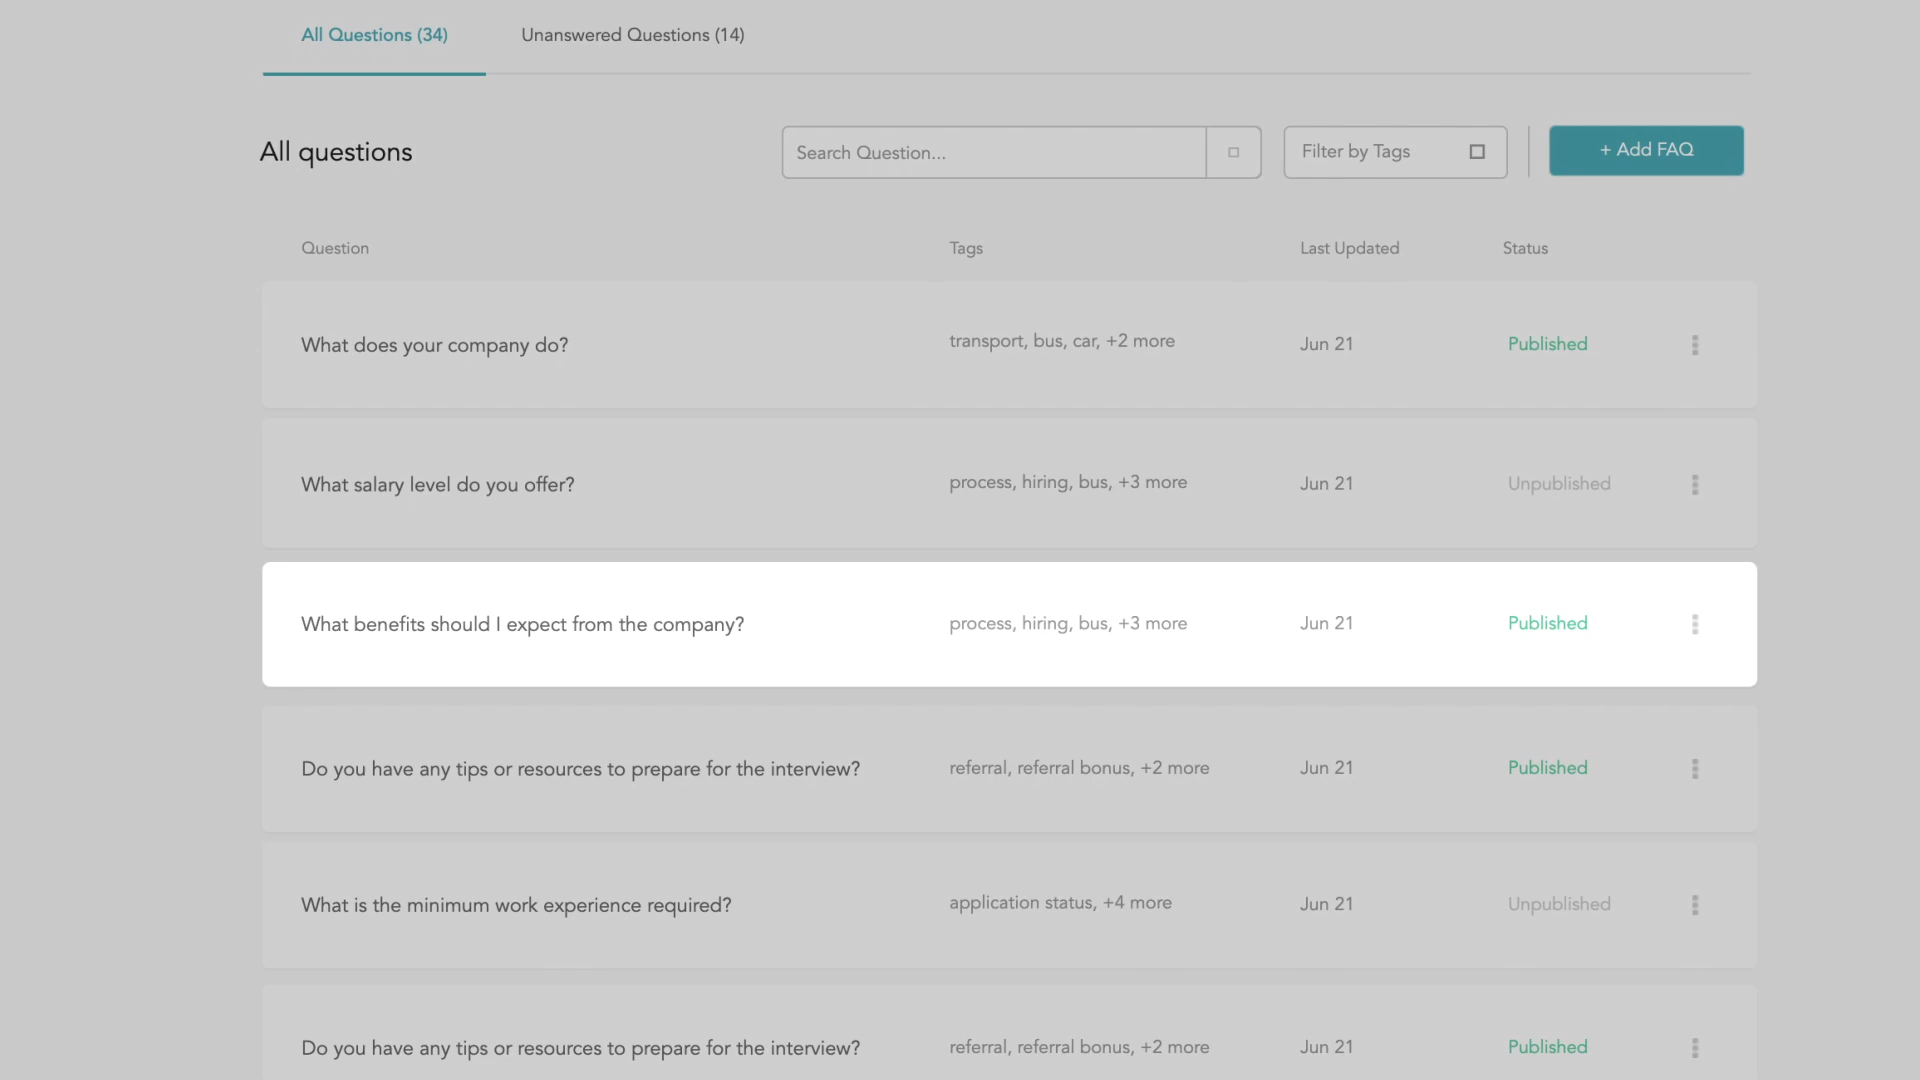 All Questions (34) Unanswered Questions (14)
All questions Search Question... Filter by Tags + Add FAQ
Question Tags Last Updated Status
What does your company do? transport, bus, car, +2 more Jun 21 Published
What salary level do you offer? process, hiring, bus, +3 more Jun 21 Unpublished
What benefits should I expect from the company? process, hiring, bus, +3 more Jun 21 Published
Do you have any tips or resources to prepare for the interview? referral, referral bonus, +2 more Jun 21 Published
What is the minimum work experience required? application status, +4 more Jun 21 Unpublished
Do you have any tips or resources to prepare for the interview? referral, referral bonus, +2 more Jun 21 Published